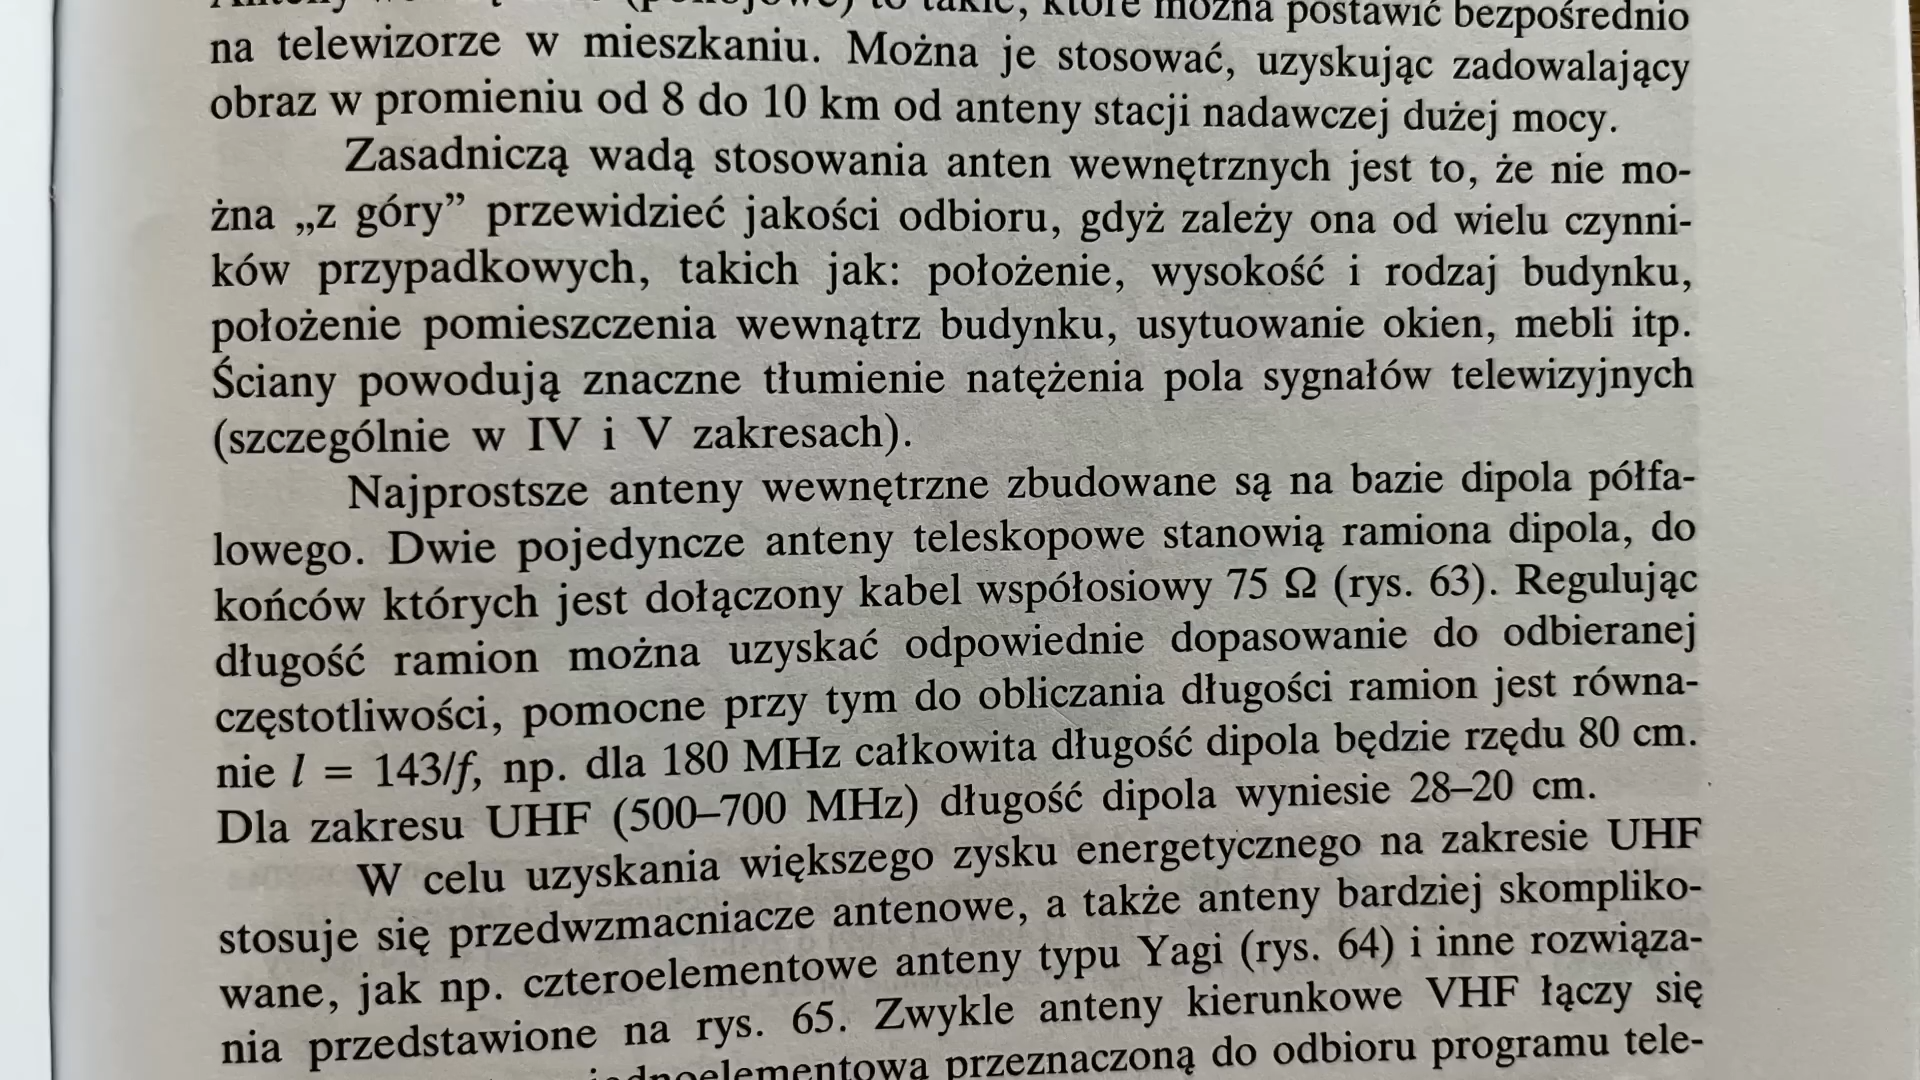 to takie, które można postawić bezpośrednio
na telewizorze w mieszkaniu. Można je stosować, uzyskując zadowalający
obraz w promieniu od 8 do 10 km od anteny stacji nadawczej dużej mocy.
Zasadniczą wadą stosowania anten wewnętrznych jest to, że nie mo-
żna „z góry” przewidzieć jakości odbioru, gdyż zależy ona od wielu czynni-
ków przypadkowych, takich jak: położenie, wysokość i rodzaj budynku,
położenie pomieszczenia wewnątrz budynku, usytuowanie okien, mebli itp.
Ściany powodują znaczne tłumienie natężenia pola sygnałów telewizyjnych
(szczególnie w IV i V zakresach).
Najprostsze anteny wewnętrzne zbudowane są na bazie dipola półfa-
lowego. Dwie pojedyncze anteny teleskopowe stanowią ramiona dipola, do
końców których jest dołączony kabel współosiowy 75 Ω (rys. 63). Regulując
długość ramion można uzyskać odpowiednie dopasowanie do odbieranej
częstotliwości, pomocne przy tym do obliczania długości ramion jest równa-
nie l = 143/f, np. dla 180 MHz całkowita długość dipola będzie rzędu 80 cm.
Dla zakresu UHF (500–700 MHz) długość dipola wyniesie 28–20 cm.
W celu uzyskania większego zysku energetycznego na zakresie UHF
stosuje się przedwzmacniacze antenowe, a także anteny bardziej skompliko-
wane, jak np. czteroelementowe anteny typu Yagi (rys. 64) i inne rozwiąza-
nia przedstawione na rys. 65. Zwykle anteny kierunkowe VHF łączy się
przeznaczoną do odbioru programu tele-